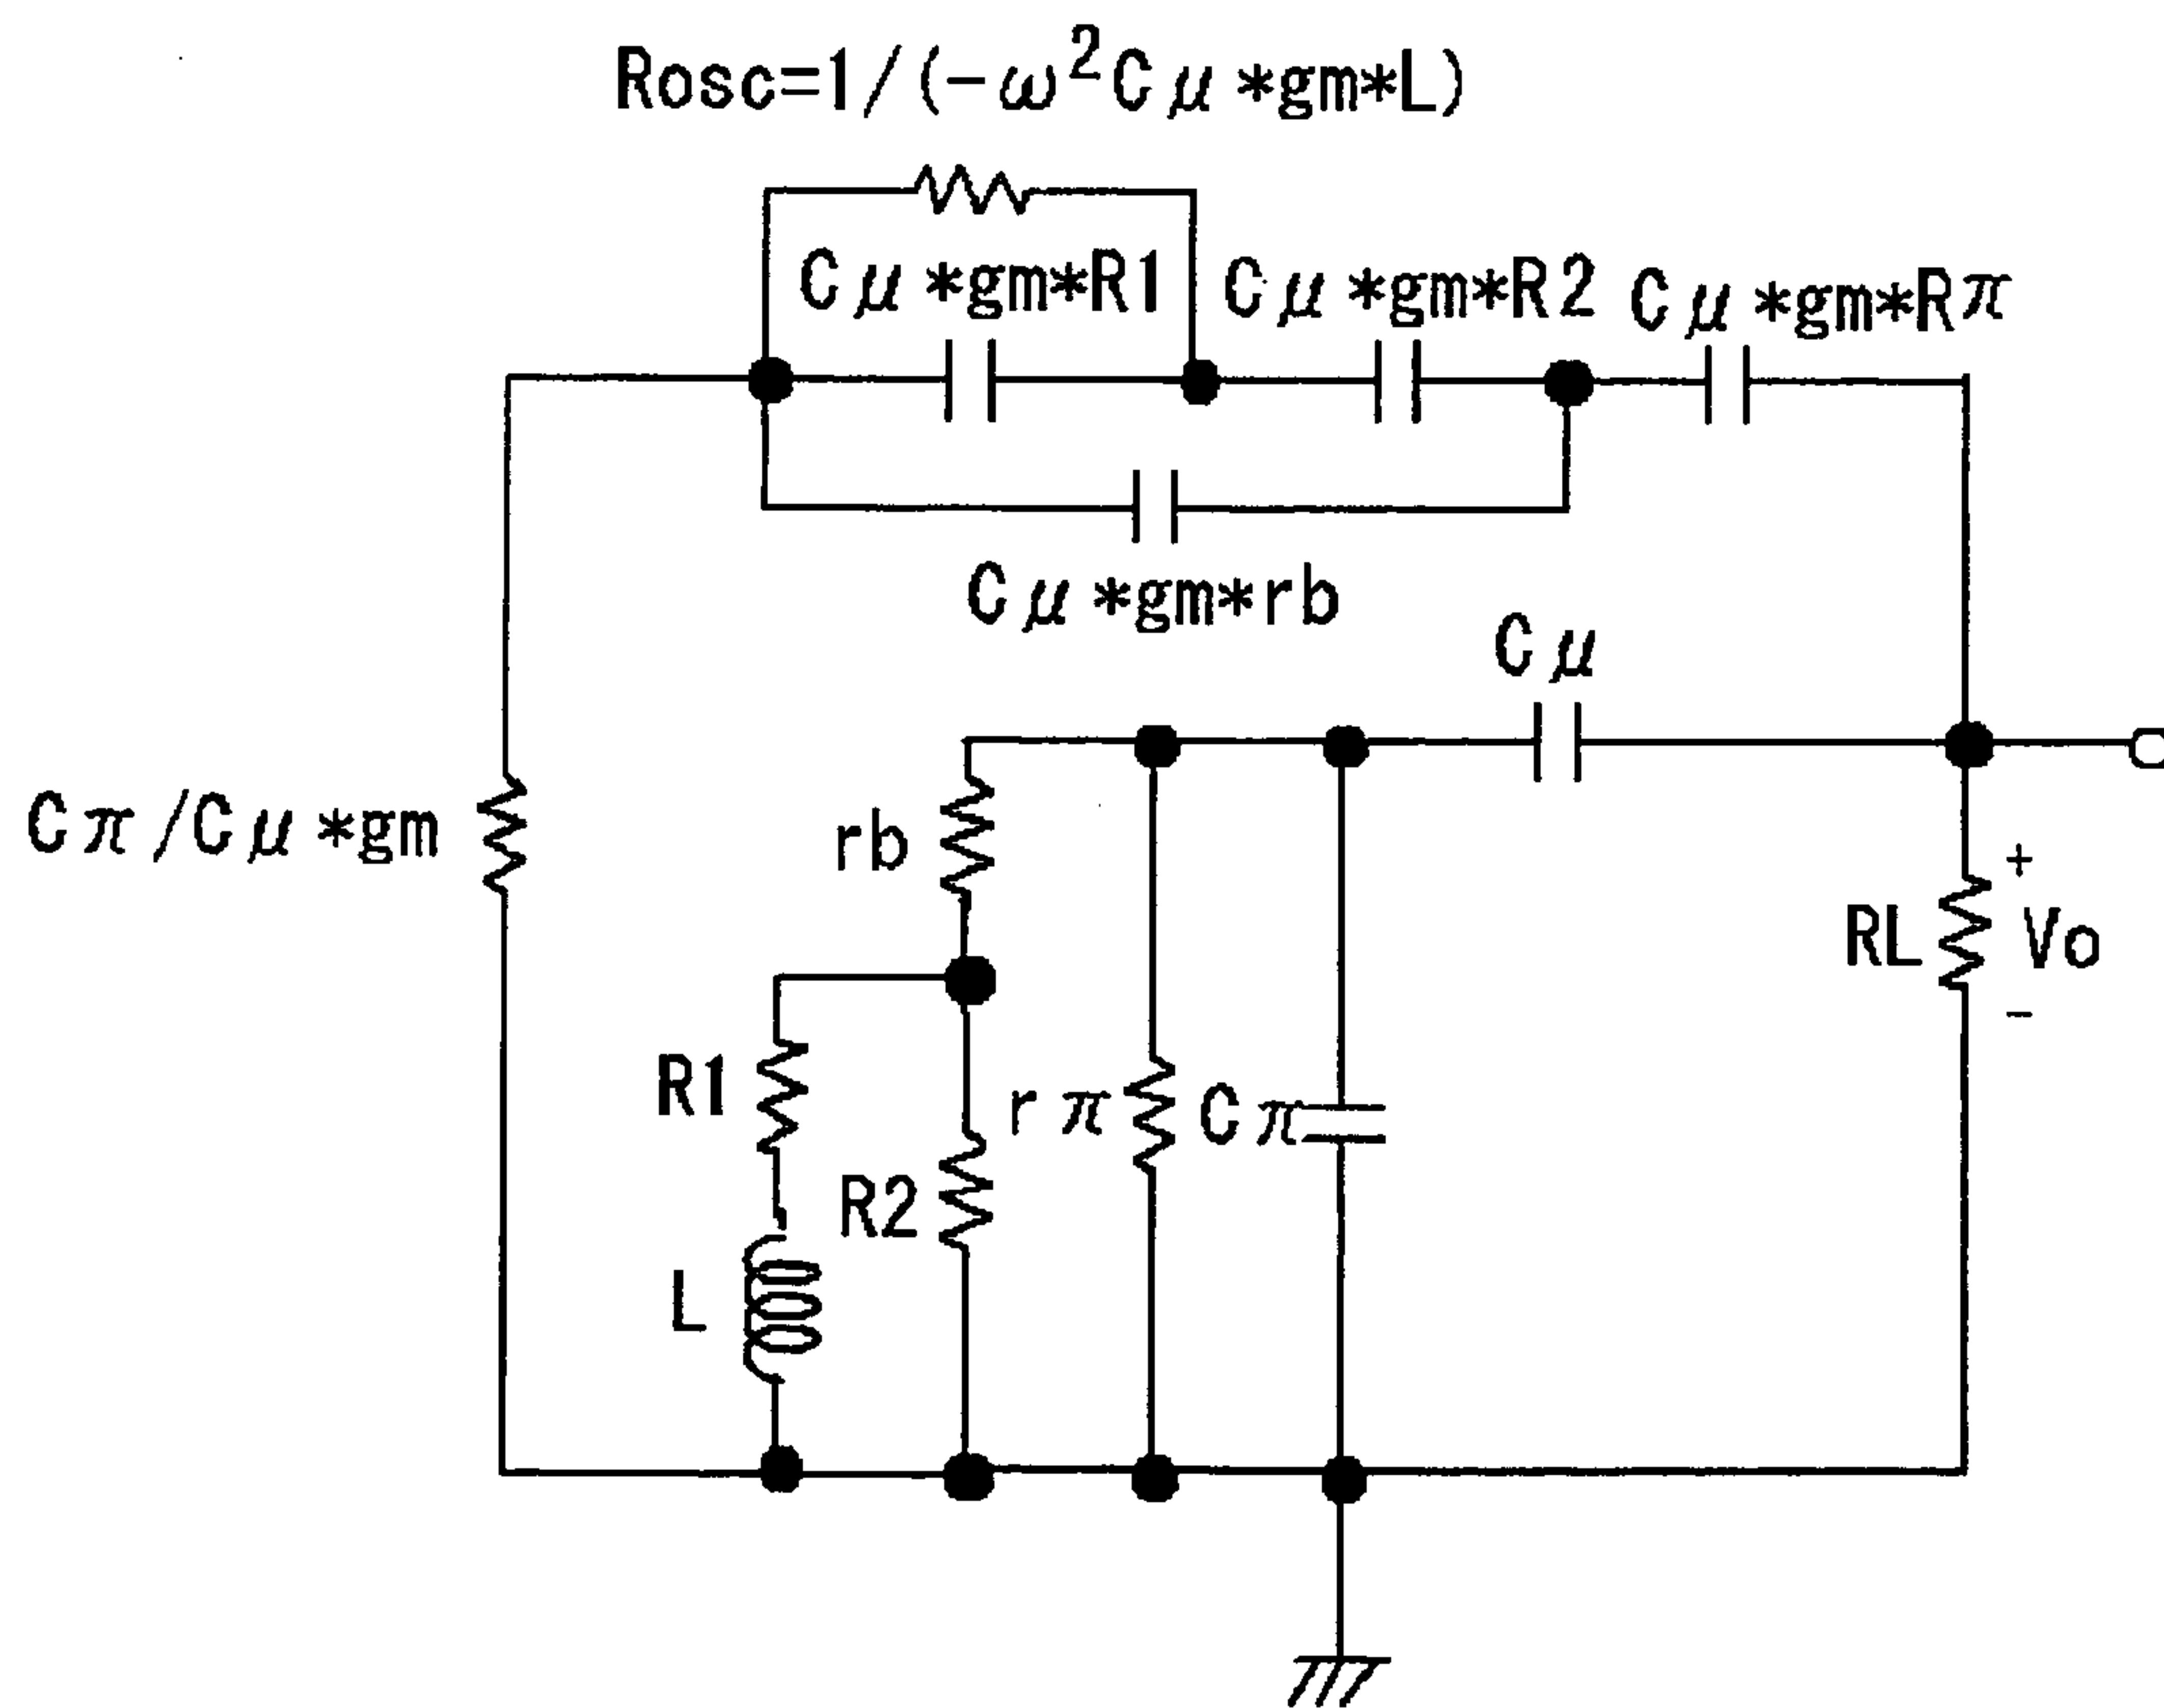 Rosc=1/(-ω²Cμ*gm*L)
Cμ*gm*R1
Cμ*gm*R2
Cμ*gm*Rπ
Cμ*gm*rb
Cμ
Cπ/Cμ*gm
rb
RL
+
Vo
-
R1
rπ
Cπ
R2
L